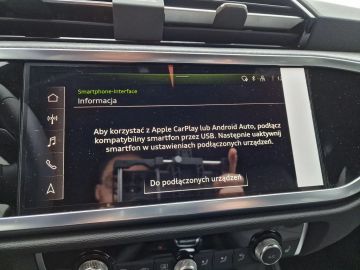 Smartphone-Interface
Informacja
Aby korzystać z Apple CarPlay lub Android Auto, podłącz
kompatybilny smartfon przez USB. Następnie uaktywnij
smartfon w ustawieniach podłączonych urządzeń.
Do podłączonych urządzeń